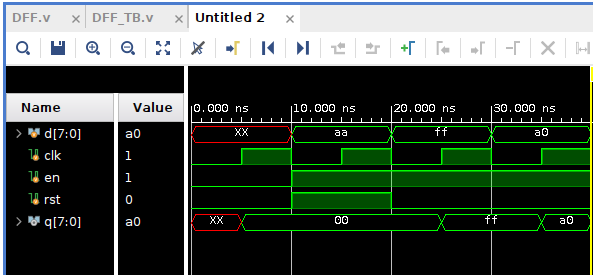 DFF.v × DFF_TB.v × Untitled 2 ×
Name Value
0.000 ns 10.000 ns 20.000 ns 30.000 ns
d[7:0] a0 XX aa ff a0
clk 1
en 1
rst 0
q[7:0] a0 XX 00 ff a0